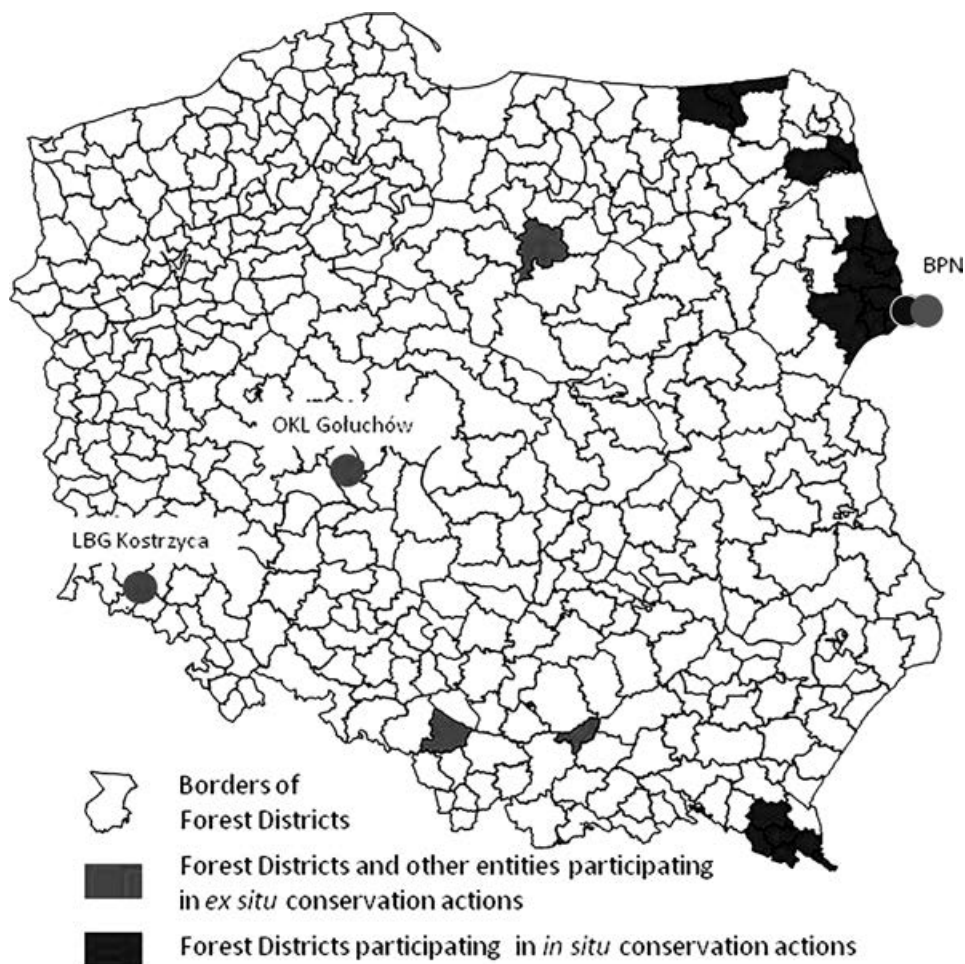 BPN
OKL Gołuchów
LBG Kostrzyca
Borders of
Forest Districts
Forest Districts and other entities participating
in ex situ conservation actions
Forest Districts participating in in situ conservation actions